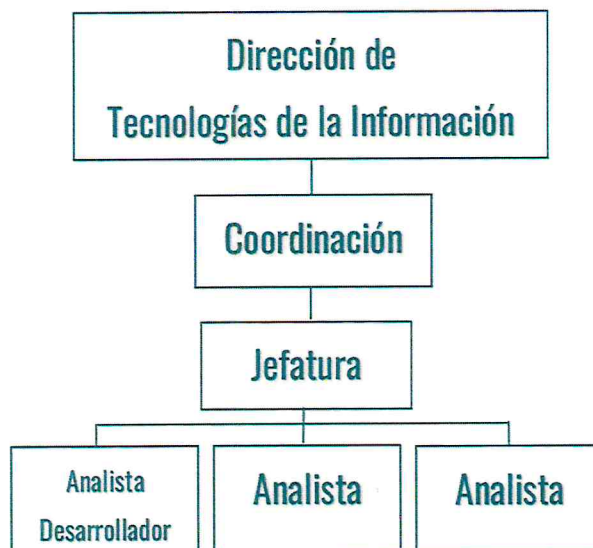 Dirección de
Tecnologías de la Información
Coordinación
Jefatura
Analista
Desarrollador
Analista
Analista